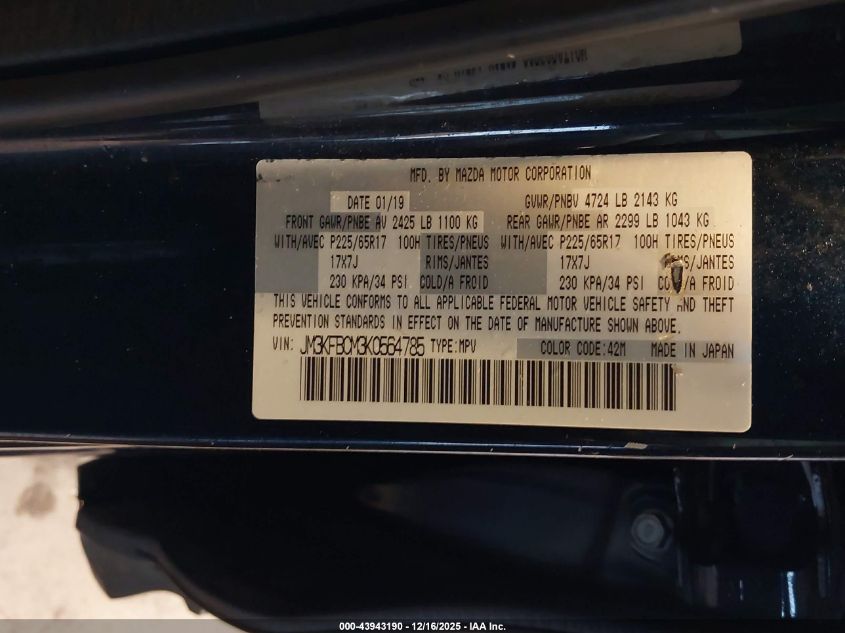 MFD. BY MAZDA MOTOR CORPORATION
DATE 01/19 GVWR/PNBV 4724 LB 2143 KG
FRONT GAWR/PNBE AV 2425 LB 1100 KG REAR GAWR/PNBE AR 2299 LB 1043 KG
WITH/AVEC P225/65R17 100H TIRES/PNEUS WITH/AVEC P225/65R17 100H TIRES/PNEUS
17X7J RIMS/JANTES 17X7J RIMS/JANTES
230 KPA/34 PSI COLD/A FROID 230 KPA/34 PSI COLD/A FROID
THIS VEHICLE CONFORMS TO ALL APPLICABLE FEDERAL MOTOR VEHICLE SAFETY AND THEFT
PREVENTION STANDARDS IN EFFECT ON THE DATE OF MANUFACTURE SHOWN ABOVE.
VIN: JM3KFBCM3K0564785 TYPE:MPV COLOR CODE:42M MADE IN JAPAN
000-43943190 - 12/16/2025 - IAA Inc.